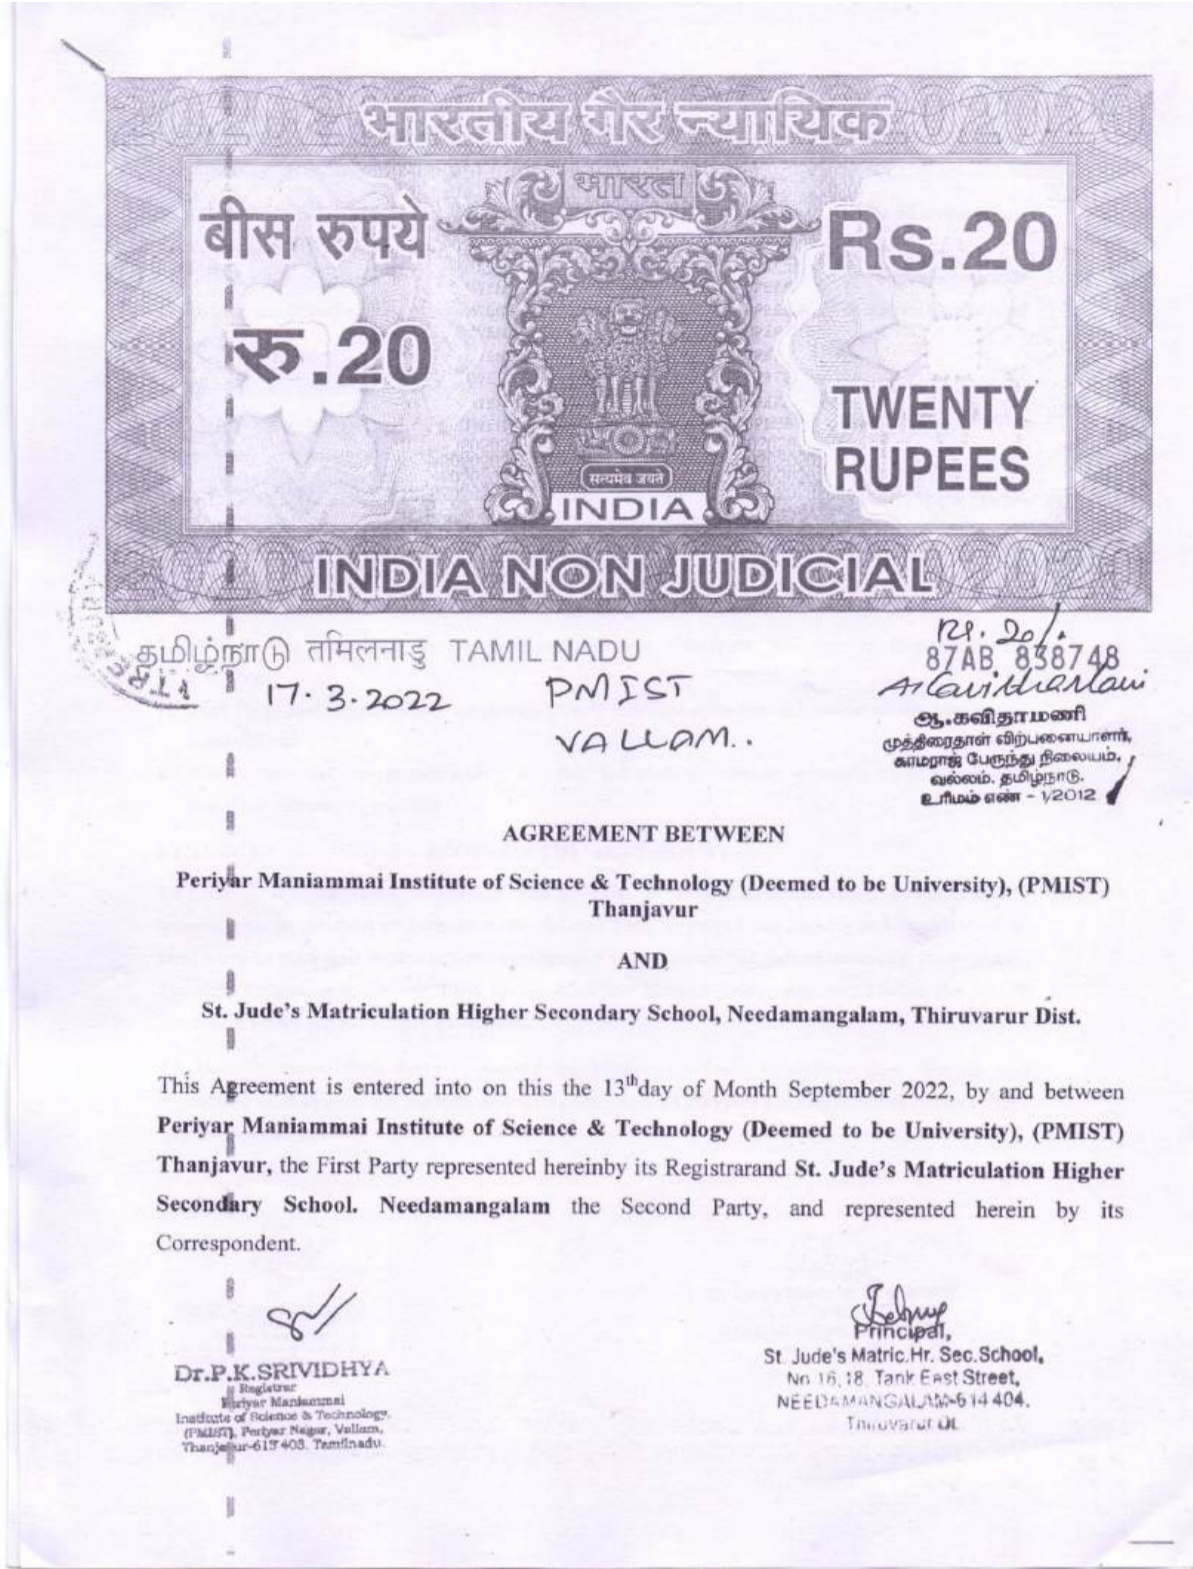 भारतीय गैर न्यायिक
भारत
बीस रुपये
Rs.20
रु.20
TWENTY
RUPEES
सत्यमेव जयते
INDIA
INDIA NON JUDICIAL
தமிழ்நாடு तमिलनाडु TAMIL NADU
Rs. 20/.
87AB 838748
17.3.2022
PMIST
VALLAM..
ஆ.கவிதாமணி
முத்திரைதாள் விற்பனையாளர்,
காமராஜ் பேருந்து நிலையம்,
வல்லம். தமிழ்நாடு.
உரிமம் எண் - 1/2012
AGREEMENT BETWEEN
Periyar Maniammai Institute of Science & Technology (Deemed to be University), (PMIST)
Thanjavur
AND
St. Jude's Matriculation Higher Secondary School, Needamangalam, Thiruvarur Dist.
This Agreement is entered into on this the 13thday of Month September 2022, by and between
Periyar Maniammai Institute of Science & Technology (Deemed to be University), (PMIST)
Thanjavur, the First Party represented hereinby its Registrarand St. Jude's Matriculation Higher
Secondary School. Needamangalam the Second Party, and represented herein by its
Correspondent.
Dr.P.K.SRIVIDHYA
Registrar
Periyar Maniammai
Institute of Science & Technology,
(PMIST), Periyar Nagar, Vallam,
Thanjavur-613 403. Tamilnadu.
Principal,
St. Jude's Matric.Hr. Sec.School,
No 16,18, Tank East Street,
NEEDAMANGALAM-614 404.
Thiruvarur Dt.